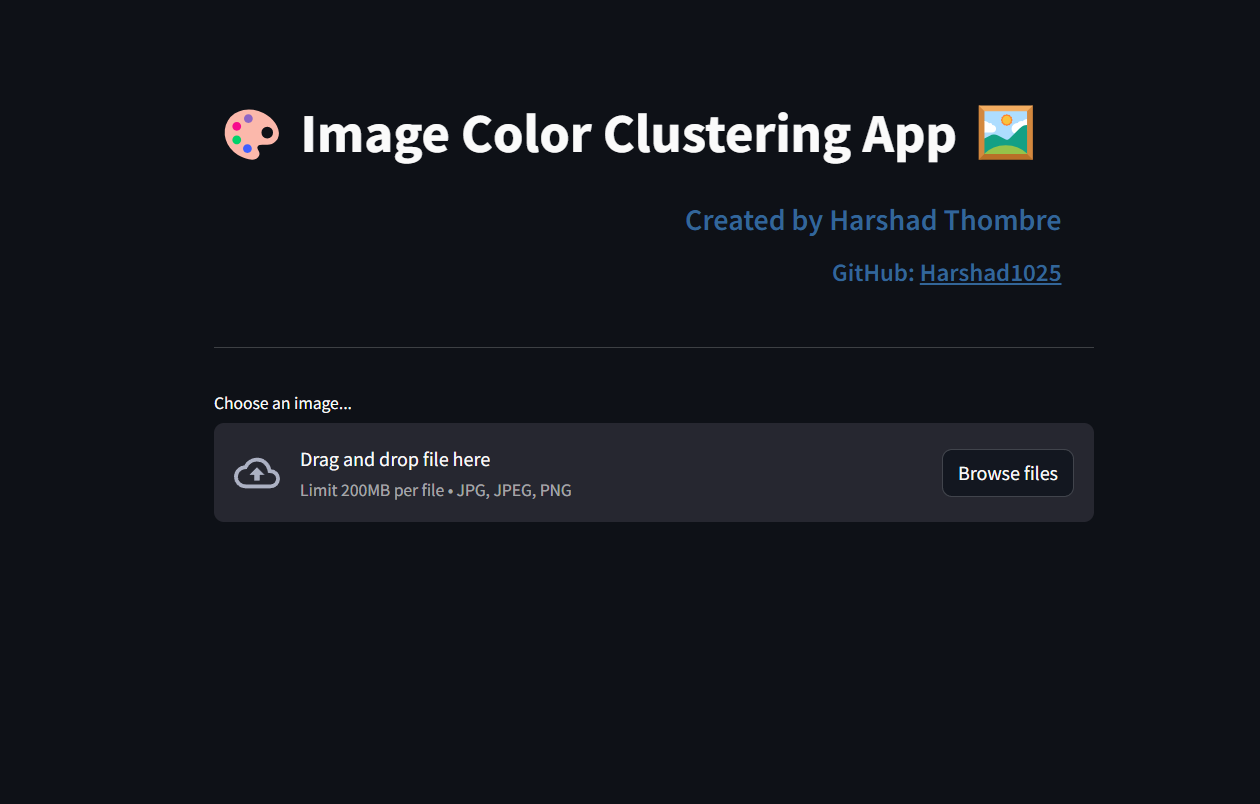 Image Color Clustering App
Created by Harshad Thombre
GitHub: Harshad1025
Choose an image...
Drag and drop file here
Limit 200MB per file • JPG, JPEG, PNG
Browse files